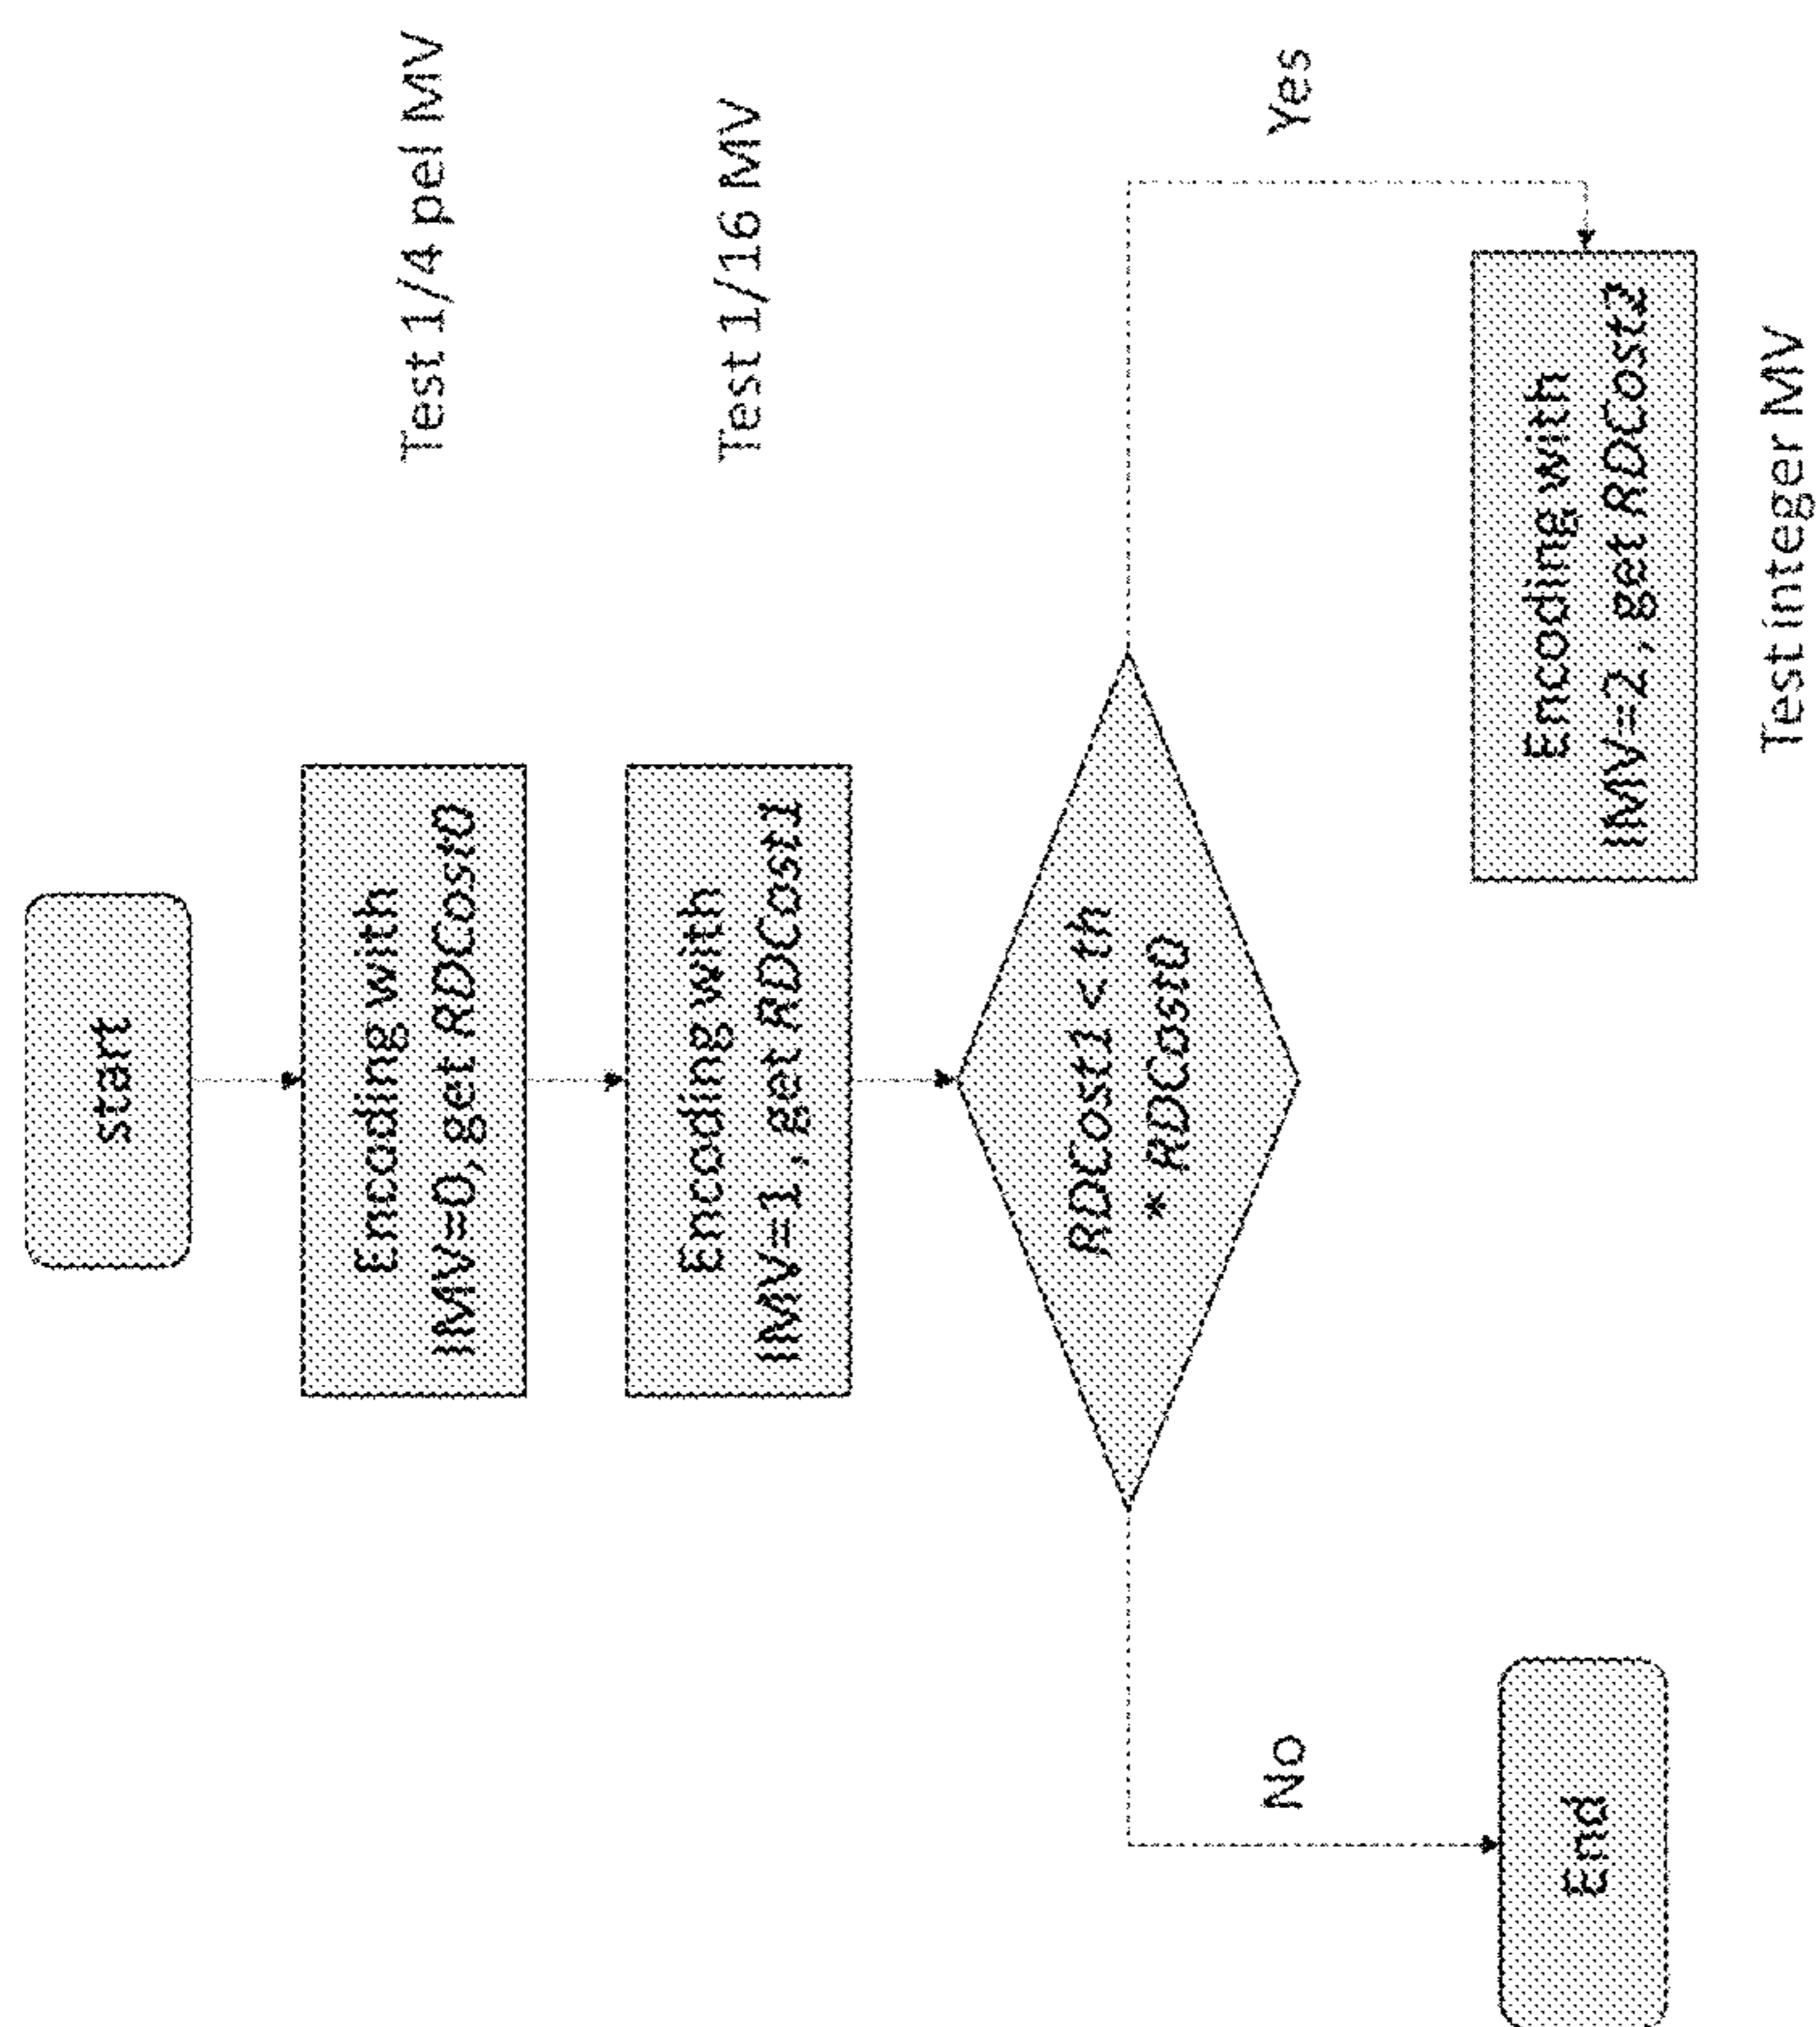 start
Encoding with
IMV=0, get RDCost0
Test 1/4 pel MV
Encoding with
IMV=1 , get RDCost1
Test 1/16 MV
RDCost1 < th
* RDCost0
No
Yes
End
Encoding with
IMV=2 , get RDCost2
Test integer MV